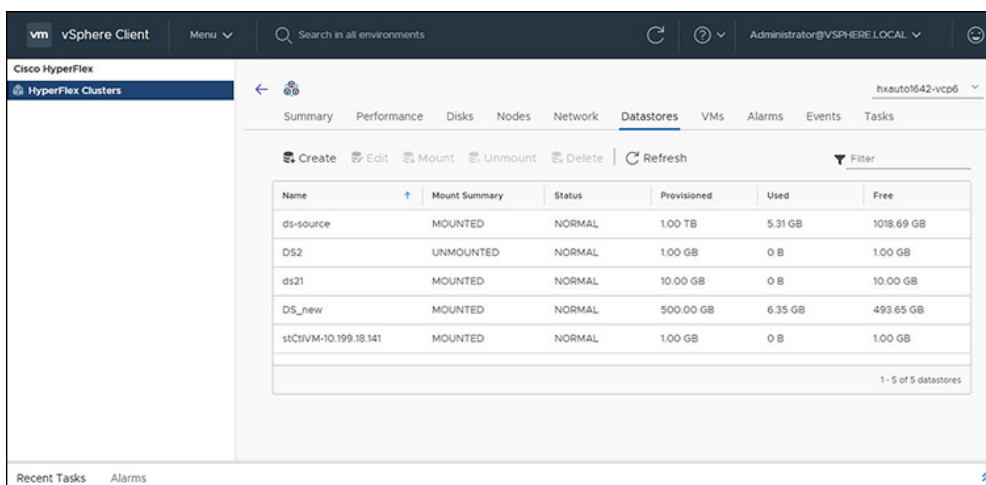 vm vSphere Client Menu Search in all environments Administrator@VSPHERE.LOCAL
Cisco HyperFlex
HyperFlex Clusters
hxauto1642-vcp6
Summary Performance Disks Nodes Network Datastores VMs Alarms Events Tasks
Create Edit Mount Unmount Delete Refresh Filter
Name Mount Summary Status Provisioned Used Free
ds-source MOUNTED NORMAL 1.00 TB 5.31 GB 1018.69 GB
DS2 UNMOUNTED NORMAL 1.00 GB 0 B 1.00 GB
ds21 MOUNTED NORMAL 10.00 GB 0 B 10.00 GB
DS_new MOUNTED NORMAL 500.00 GB 6.35 GB 493.65 GB
stCtlVM-10.199.18.141 MOUNTED NORMAL 1.00 GB 0 B 1.00 GB
1 - 5 of 5 datastores
Recent Tasks Alarms